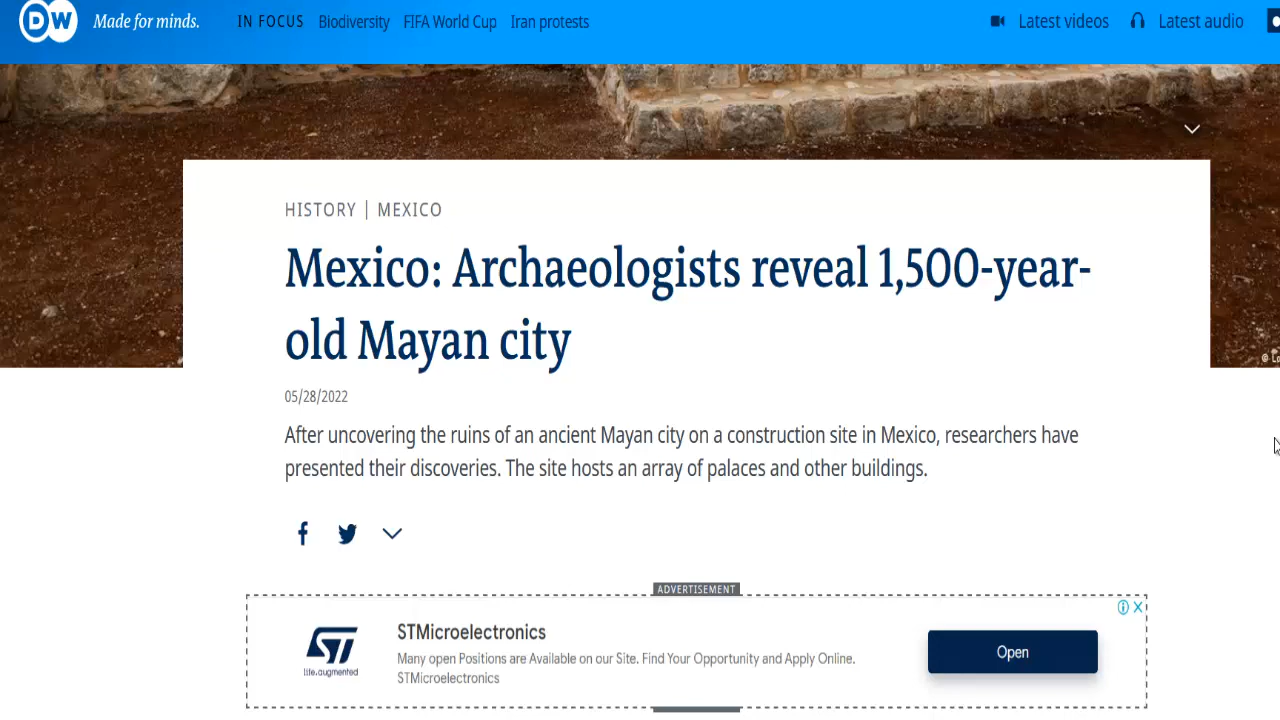 DW Made for minds. IN FOCUS Biodiversity FIFA World Cup Iran protests Latest videos Latest audio
HISTORY | MEXICO
Mexico: Archaeologists reveal 1,500-year-
old Mayan city
05/28/2022
After uncovering the ruins of an ancient Mayan city on a construction site in Mexico, researchers have
presented their discoveries. The site hosts an array of palaces and other buildings.
ADVERTISEMENT
STMicroelectronics
Many open Positions are Available on our Site. Find Your Opportunity and Apply Online.
STMicroelectronics
ST
life.augmented
Open